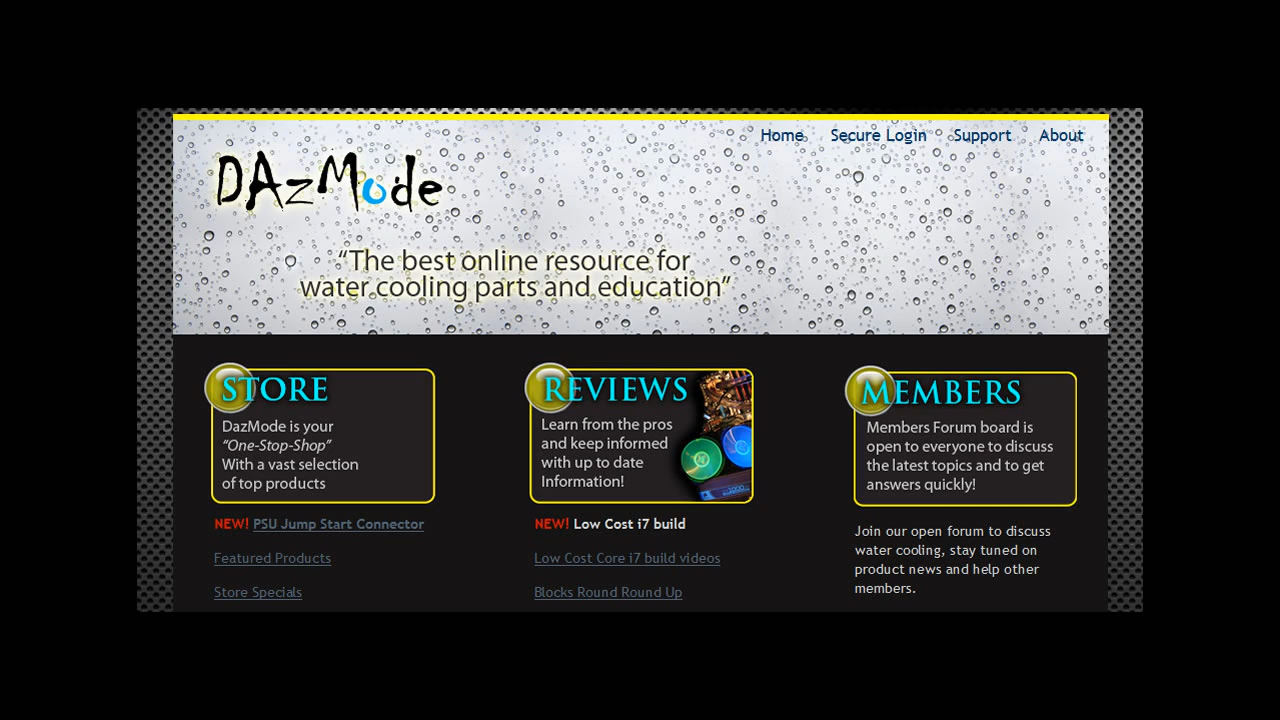 Home Secure Login Support About
DAzMode
“The best online resource for
water cooling parts and education”
STORE
DazMode is your
“One-Stop-Shop”
With a vast selection
of top products
NEW! PSU Jump Start Connector
Featured Products
Store Specials
REVIEWS
Learn from the pros
and keep informed
with up to date
Information!
NEW! Low Cost i7 build
Low Cost Core i7 build videos
Blocks Round Round Up
MEMBERS
Members Forum board is
open to everyone to discuss
the latest topics and to get
answers quickly!
Join our open forum to discuss
water cooling, stay tuned on
product news and help other
members.